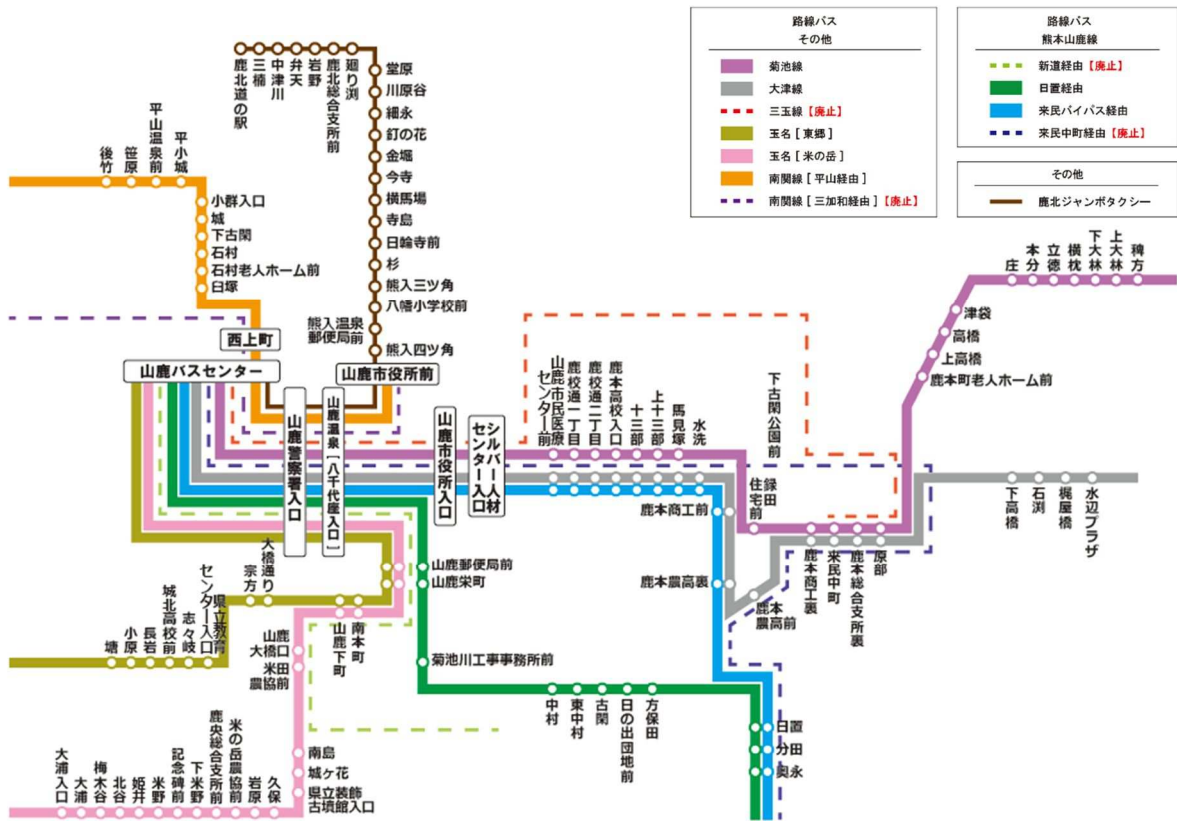 路線バス
その他
菊池線
大津線
三玉線【廃止】
玉名[東郷]
玉名[米の岳]
南関線[平山経由]
南関線[三加和経由]【廃止】
路線バス
熊本山鹿線
新道経由【廃止】
日置経由
来民バイパス経由
来民中町経由【廃止】
その他
鹿北ジャンボタクシー
鹿北道の駅
三楠
中津川
弁天
岩野
鹿北総合支所前
廻り渕
堂原
川原谷
細永
釘の花
金堀
今寺
横馬場
寺島
日輪寺前
杉
熊入三ツ角
八幡小学校前
熊入温泉
郵便局前
熊入四ツ角
後竹
笹原
平山温泉前
平小城
小群入口
城
下古閑
石村
石村老人ホーム前
臼塚
西上町
山鹿バスセンター
山鹿市役所前
山鹿警察署入口
山鹿温泉[八千代座入口]
山鹿市役所入口
シルバー人材
センター入口
山鹿市民医療
センター前
鹿校通一丁目
鹿校通二丁目
鹿本高校入口
十三部
上十三部
馬見塚
水洗
下古閑公園前
庄
本分
立徳
横枕
下大林
上大林
稗方
津袋
高橋
上高橋
鹿本町老人ホーム前
鹿本商工前
緑田
住宅前
鹿本農高裏
鹿本
農高前
鹿本商工裏
来民中町
鹿本総合支所裏
原部
下高橋
石渕
梶屋橋
水辺プラザ
山鹿郵便局前
山鹿栄町
菊池川工事事務所前
中村
東中村
古閑
日の出団地前
方保田
日置
分田
奥永
塘
小原
長岩
城北高校前
志々岐
県立教育
センター入口
宗方
大橋通り
山鹿下町
南本町
山鹿
大橋口
米田
農協前
南島
城ヶ花
県立装飾
古墳館入口
大浦入口
大浦
梅木谷
北谷
姫井
米野
記念碑前
下米野
鹿央総合支所前
米の岳農協前
岩原
久保